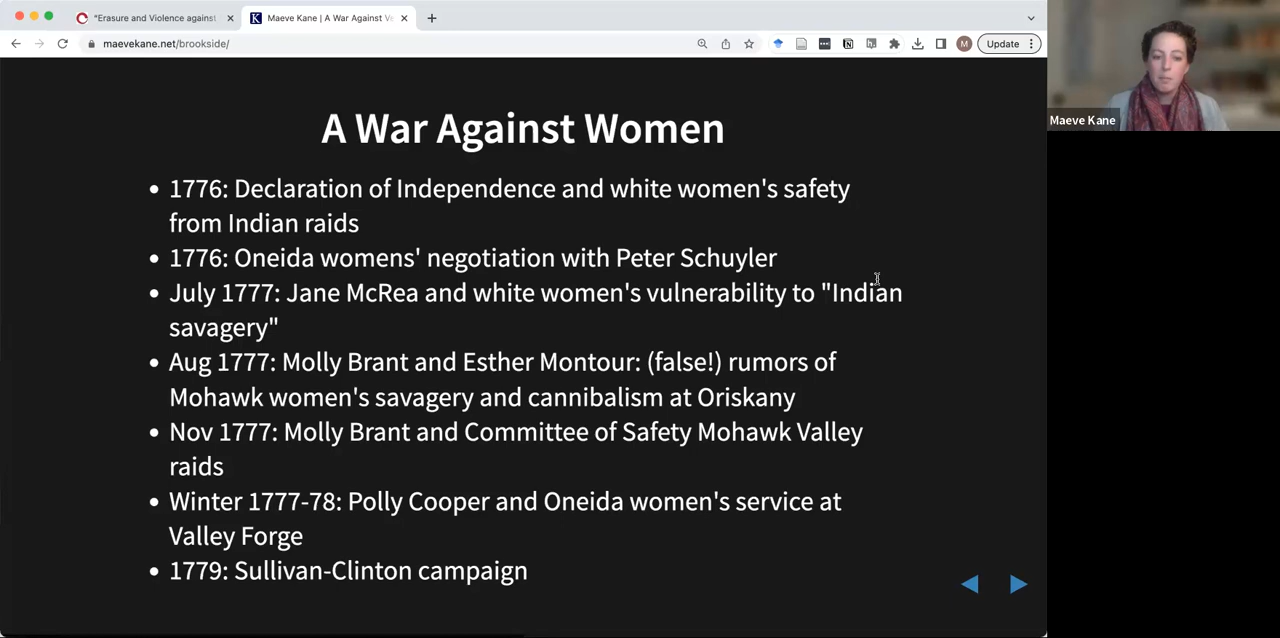 "Erasure and Violence against
Maeve Kane | A War Against Va
maevekane.net/brookside/
M
Update
Maeve Kane
A War Against Women
1776: Declaration of Independence and white women's safety
from Indian raids
1776: Oneida womens' negotiation with Peter Schuyler
July 1777: Jane McRea and white women's vulnerability to "Indian
savagery"
Aug 1777: Molly Brant and Esther Montour: (false!) rumors of
Mohawk women's savagery and cannibalism at Oriskany
Nov 1777: Molly Brant and Committee of Safety Mohawk Valley
raids
Winter 1777-78: Polly Cooper and Oneida women's service at
Valley Forge
1779: Sullivan-Clinton campaign